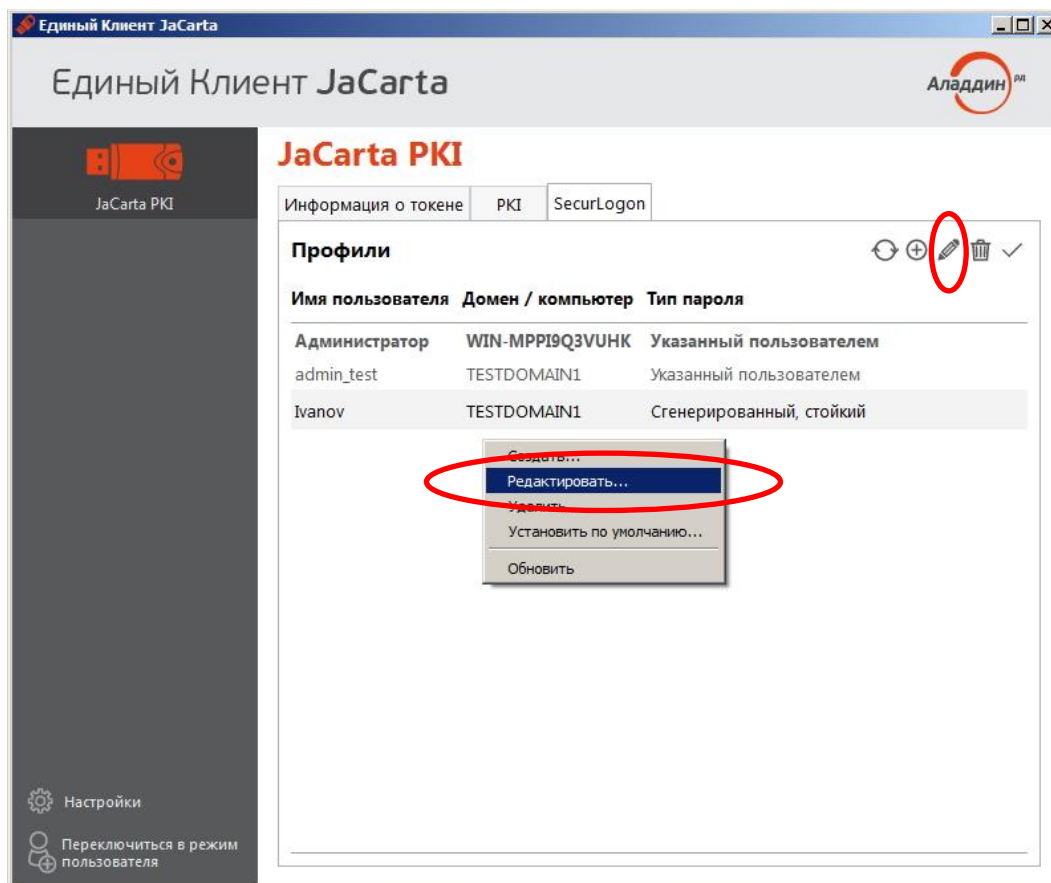 Единый Клиент JaCarta
Единый Клиент JaCarta
Аладдин РД
JaCarta PKI
JaCarta PKI
Информация о токене PKI SecurLogon
Профили
Имя пользователя Домен / компьютер Тип пароля
Администратор WIN-MPPI9Q3VUHK Указанный пользователем
admin_test TESTDOMAIN1 Указанный пользователем
Ivanov TESTDOMAIN1 Сгенерированный, стойкий
Создать...
Редактировать...
Удалить
Установить по умолчанию...
Обновить
Настройки
Переключиться в режим
пользователя